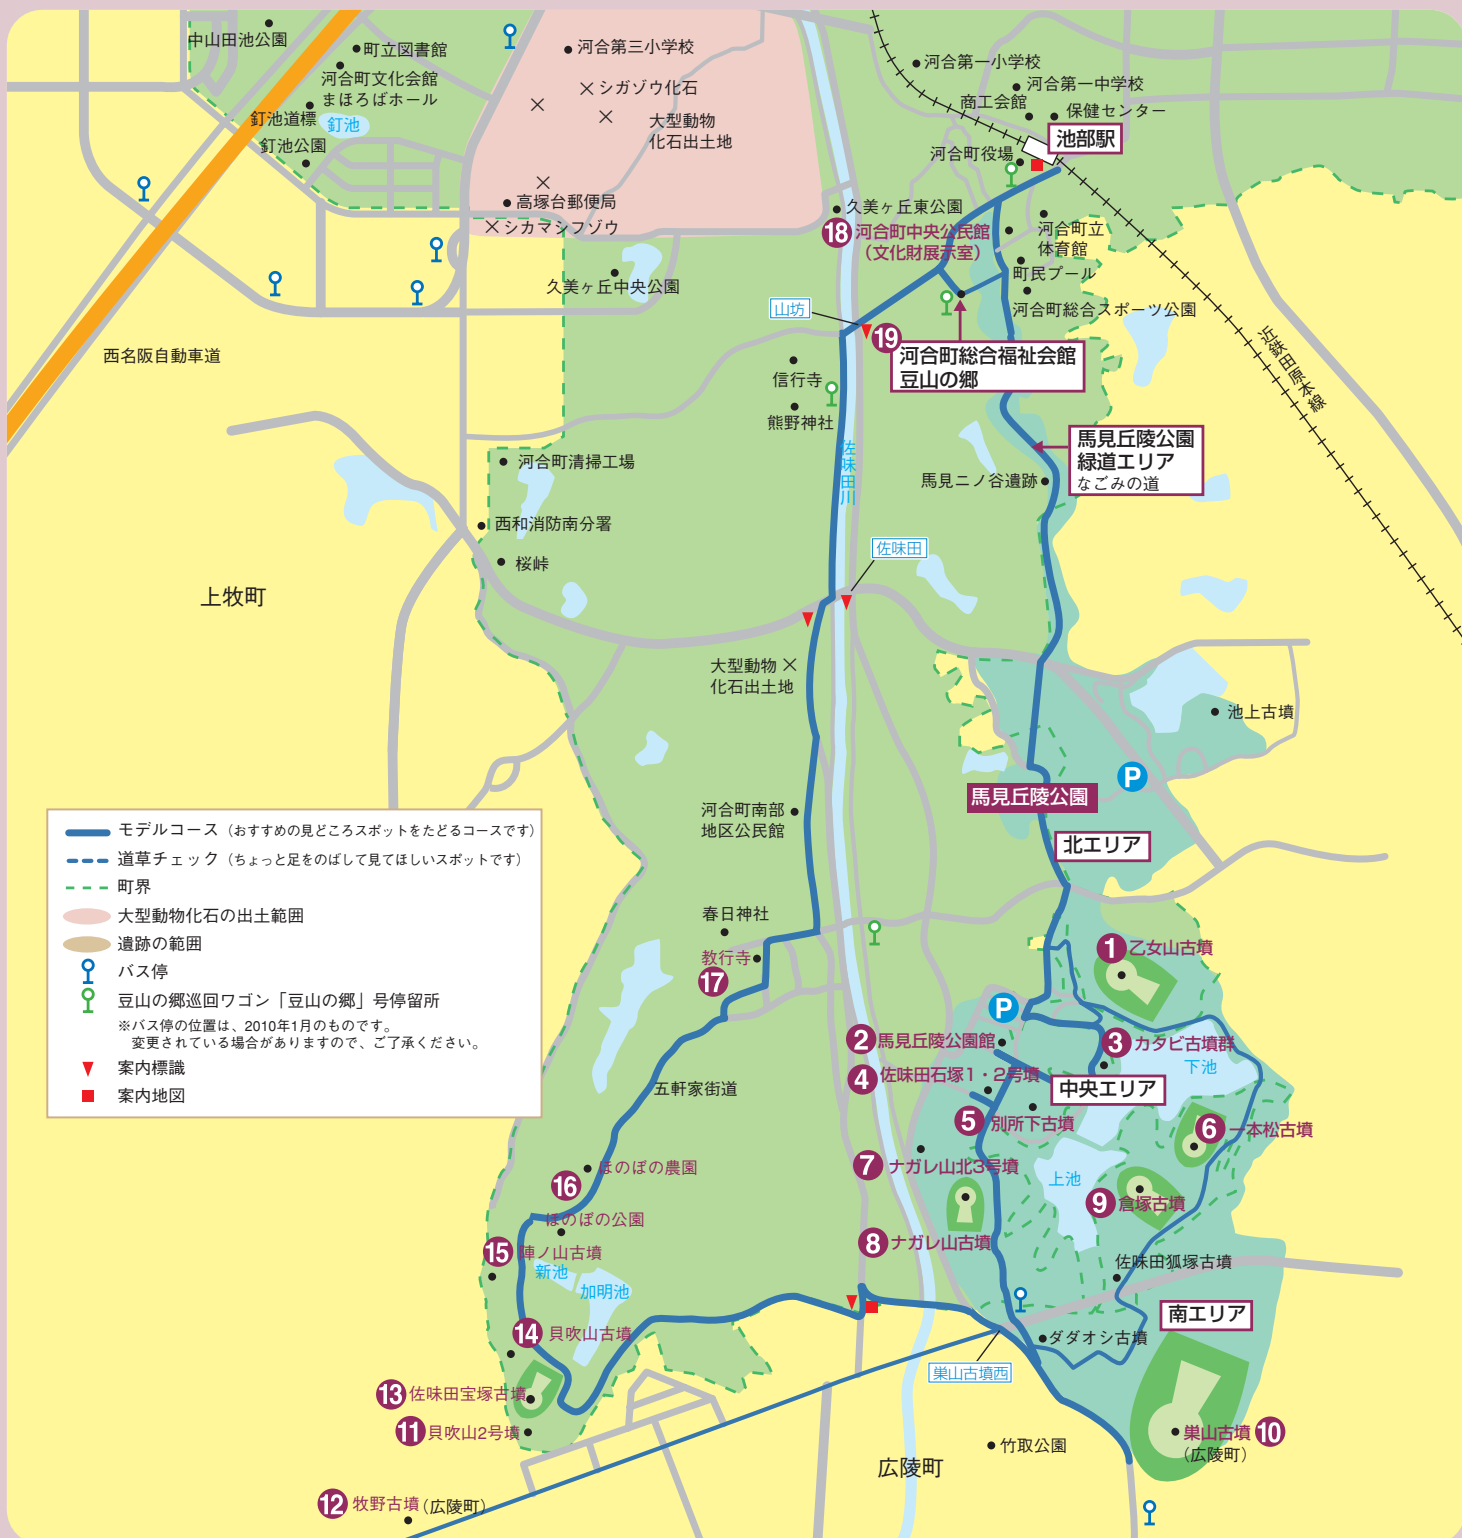 中山田池公園
町立図書館
河合町文化会館
まほろばホール
釘池道標
釘池
釘池公園
河合第三小学校
シガゾウ化石
大型動物
化石出土地
高塚台郵便局
シカマシフゾウ
河合第一小学校
河合第一中学校
商工会館
保健センター
池部駅
河合町役場
久美ヶ丘東公園
18 河合町中央公民館
（文化財展示室）
河合町立
体育館
町民プール
河合町総合スポーツ公園
久美ヶ丘中央公園
山坊
19
河合町総合福祉会館
豆山の郷
近鉄田原本線
西名阪自動車道
信行寺
熊野神社
佐味田川
馬見丘陵公園
緑道エリア
なごみの道
馬見二ノ谷遺跡
河合町清掃工場
西和消防南分署
桜峠
佐味田
上牧町
大型動物
化石出土地
池上古墳
P
馬見丘陵公園
河合町南部
地区公民館
北エリア
モデルコース（おすすめの見どころスポットをたどるコースです）
道草チェック（ちょっと足をのばして見てほしいスポットです）
町界
大型動物化石の出土範囲
遺跡の範囲
バス停
豆山の郷巡回ワゴン「豆山の郷」号停留所
※バス停の位置は、2010年1月のものです。
変更されている場合がありますので、ご了承ください。
案内標識
案内地図
春日神社
教行寺
17
1 乙女山古墳
P
2 馬見丘陵公園館
3 カタビ古墳群
下池
4 佐味田石塚1・2号墳
中央エリア
五軒家街道
5 別所下古墳
6 一本松古墳
7 ナガレ山北3号墳
上池
9 倉塚古墳
ほのぼの農園
16
ほのぼの公園
8 ナガレ山古墳
15 陣ノ山古墳
新池
加明池
佐味田狐塚古墳
南エリア
14 貝吹山古墳
ダダオシ古墳
巣山古墳西
13 佐味田宝塚古墳
11 貝吹山2号墳
竹取公園
巣山古墳 10
（広陵町）
広陵町
12 牧野古墳（広陵町）